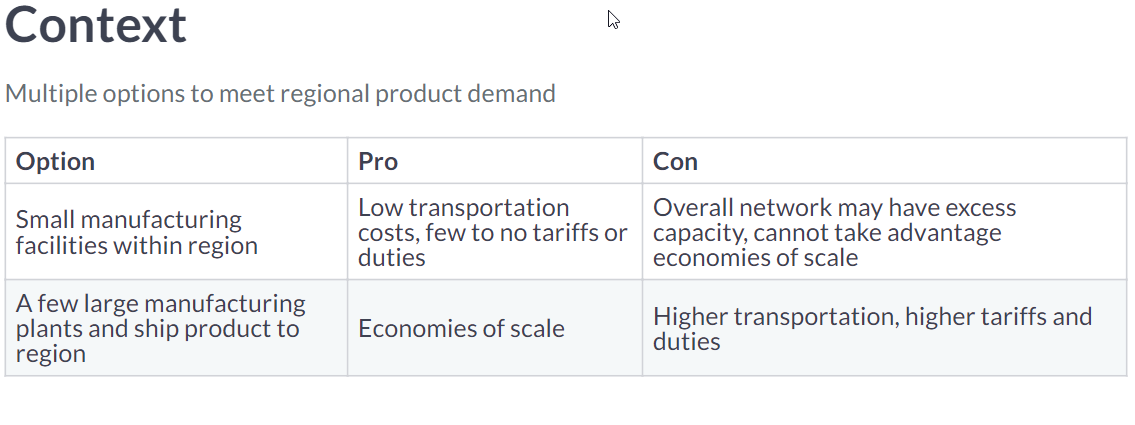 Context
Multiple options to meet regional product demand
Option
Pro
Con
Small manufacturing
facilities within region
Low transportation
costs, few to no tariffs or
duties
Overall network may have excess
capacity, cannot take advantage
economies of scale
A few large manufacturing
plants and ship product to
region
Economies of scale
Higher transportation, higher tariffs and
duties